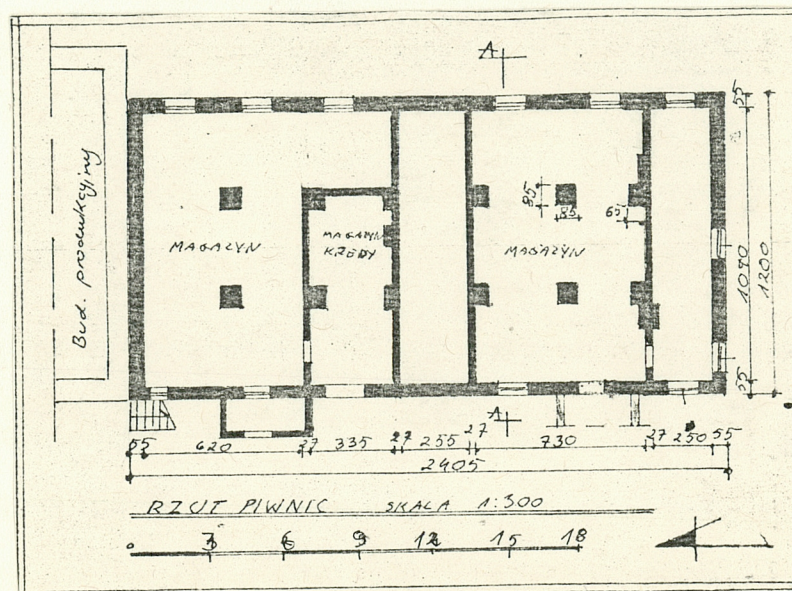 A
55
Bud. produkcyjny
85
85
65
MAGAZYN
MAGAZYN
KREDY
MAGAZYN
1090
1200
55
A
55 620 27 335 27 255 27 730 27 250 55
2405
RZUT PIWNIC SKALA 1:300
0 3 6 9 12 15 18